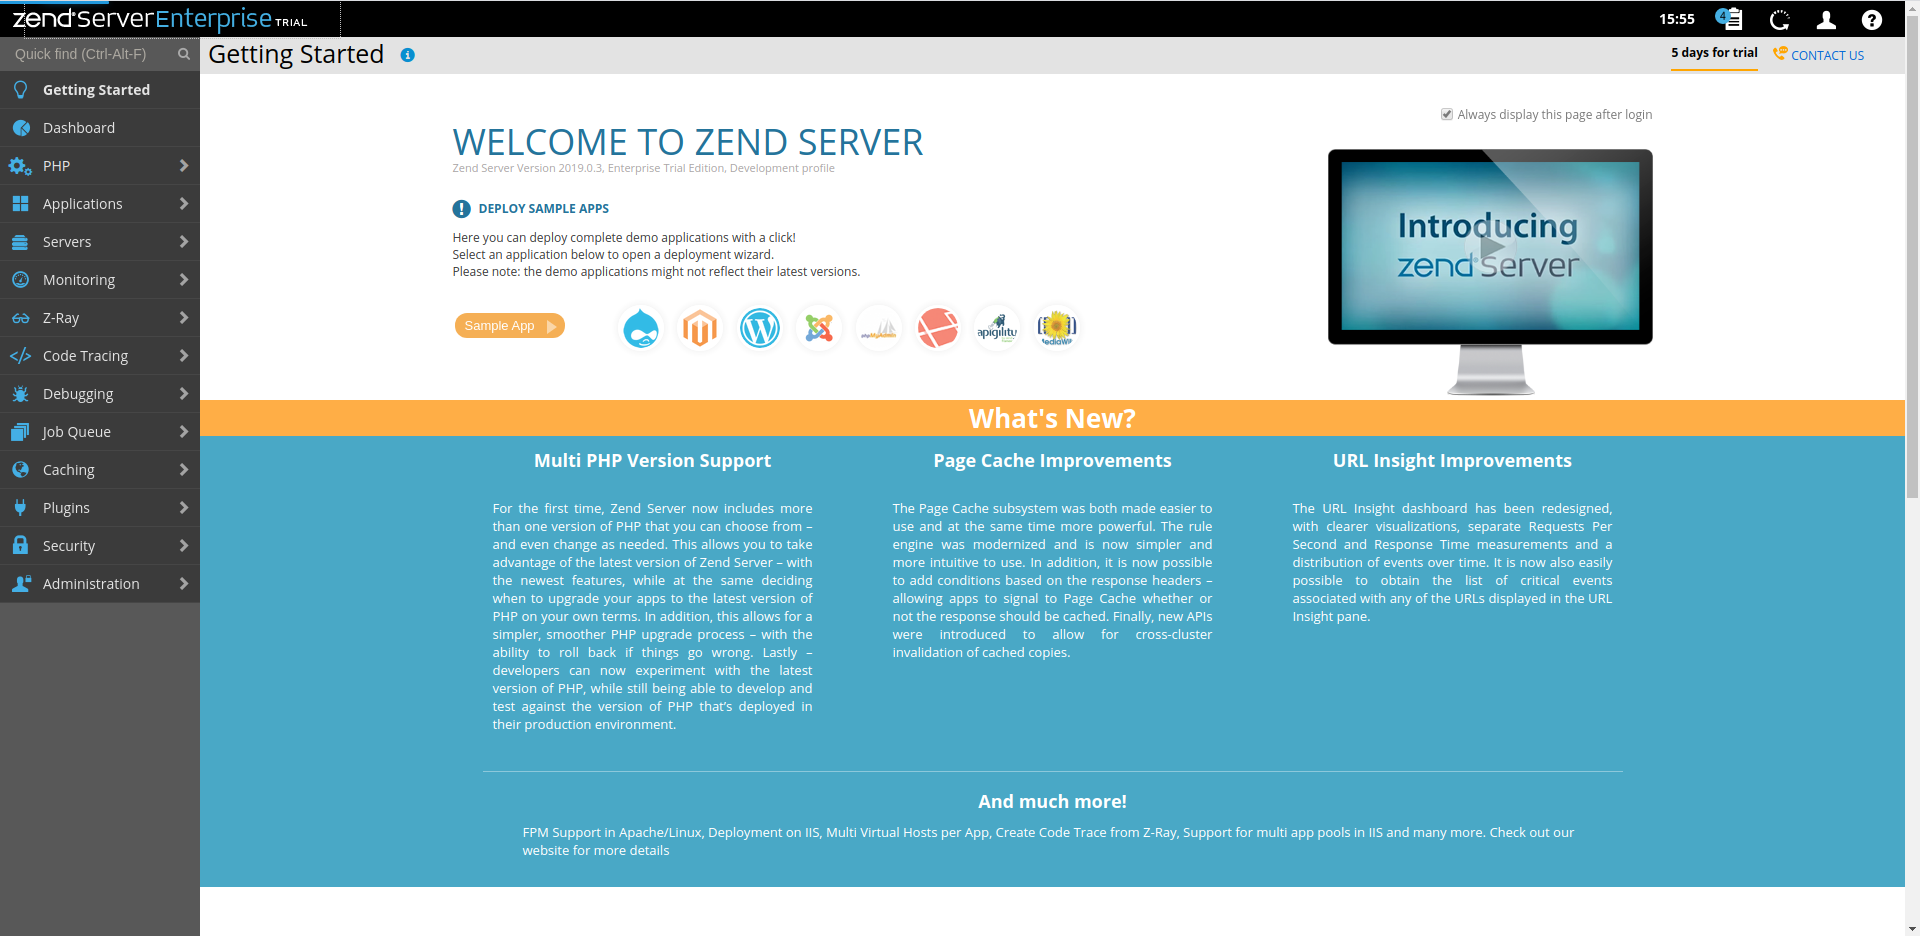 zend Server Enterprise TRIAL
15:55
4
Quick find (Ctrl-Alt-F)
Getting Started
5 days for trial
CONTACT US
Getting Started
Dashboard
PHP
Applications
Servers
Monitoring
Z-Ray
Code Tracing
Debugging
Job Queue
Caching
Plugins
Security
Administration
Always display this page after login
WELCOME TO ZEND SERVER
Zend Server Version 2019.0.3, Enterprise Trial Edition, Development profile
DEPLOY SAMPLE APPS
Here you can deploy complete demo applications with a click!
Select an application below to open a deployment wizard.
Please note: the demo applications might not reflect their latest versions.
Sample App
phpMyAdmin
apigility
MediaWiki
Introducing
zend Server
What's New?
Multi PHP Version Support
For the first time, Zend Server now includes more
than one version of PHP that you can choose from –
and even change as needed. This allows you to take
advantage of the latest version of Zend Server – with
the newest features, while at the same deciding
when to upgrade your apps to the latest version of
PHP on your own terms. In addition, this allows for a
simpler, smoother PHP upgrade process – with the
ability to roll back if things go wrong. Lastly –
developers can now experiment with the latest
version of PHP, while still being able to develop and
test against the version of PHP that's deployed in
their production environment.
Page Cache Improvements
The Page Cache subsystem was both made easier to
use and at the same time more powerful. The rule
engine was modernized and is now simpler and
more intuitive to use. In addition, it is now possible
to add conditions based on the response headers –
allowing apps to signal to Page Cache whether or
not the response should be cached. Finally, new APIs
were introduced to allow for cross-cluster
invalidation of cached copies.
URL Insight Improvements
The URL Insight dashboard has been redesigned,
with clearer visualizations, separate Requests Per
Second and Response Time measurements and a
distribution of events over time. It is now also easily
possible to obtain the list of critical events
associated with any of the URLs displayed in the URL
Insight pane.
And much more!
FPM Support in Apache/Linux, Deployment on IIS, Multi Virtual Hosts per App, Create Code Trace from Z-Ray, Support for multi app pools in IIS and many more. Check out our
website for more details